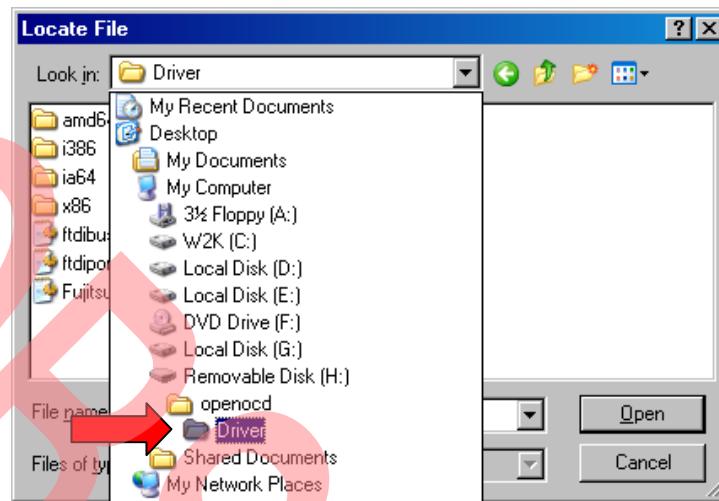 Locate File
Look in:
Driver
My Recent Documents
Desktop
My Documents
My Computer
3½ Floppy (A:)
W2K (C:)
Local Disk (D:)
Local Disk (E:)
DVD Drive (F:)
Local Disk (G:)
Removable Disk (H:)
openocd
Driver
Shared Documents
My Network Places
i386
ia64
x86
Fujitsu
File name
Open
Files of
Cancel